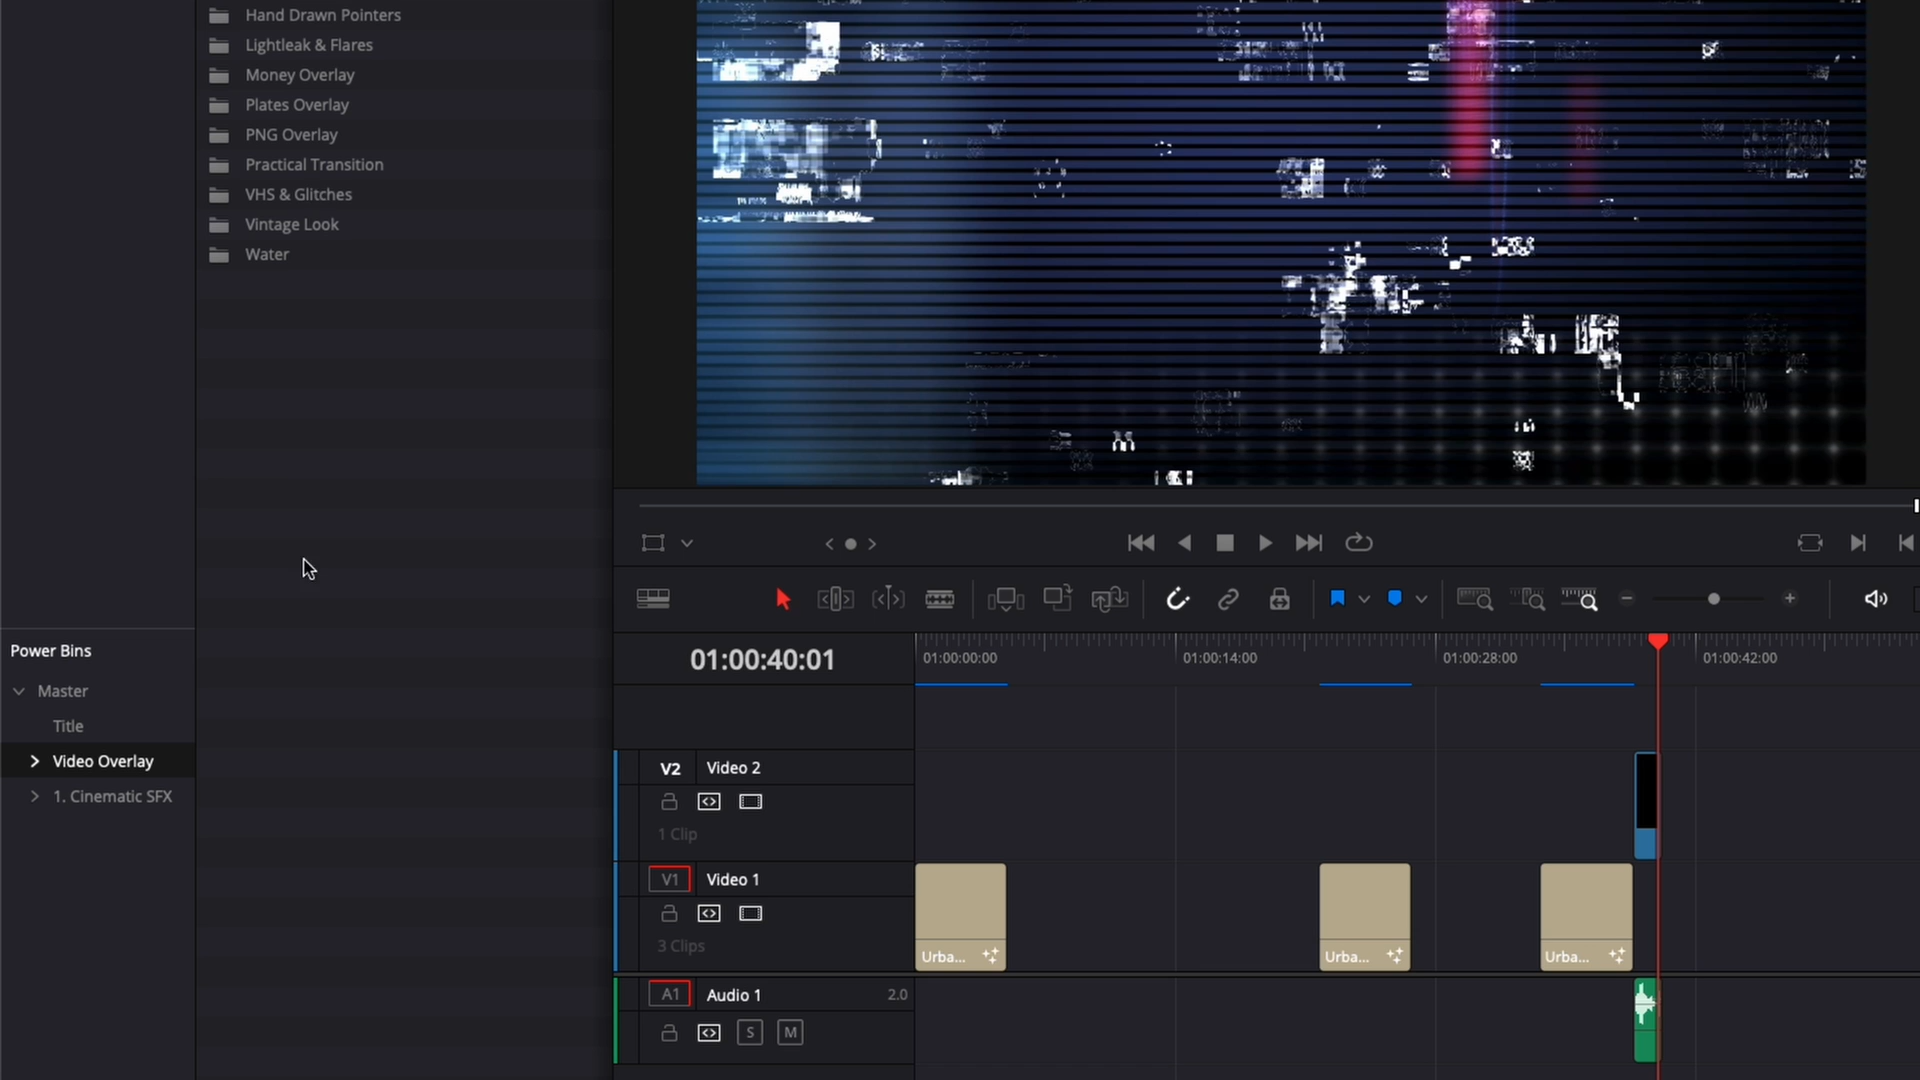 Hand Drawn Pointers
Lightleak & Flares
Money Overlay
Plates Overlay
PNG Overlay
Practical Transition
VHS & Glitches
Vintage Look
Water
Power Bins
Master
Title
Video Overlay
1. Cinematic SFX
01:00:40:01
01:00:00:00
01:00:14:00
01:00:28:00
01:00:42:00
V2
Video 2
1 Clip
V1
Video 1
3 Clips
Urba...
Urba...
Urba...
A1
Audio 1
2.0
S
M